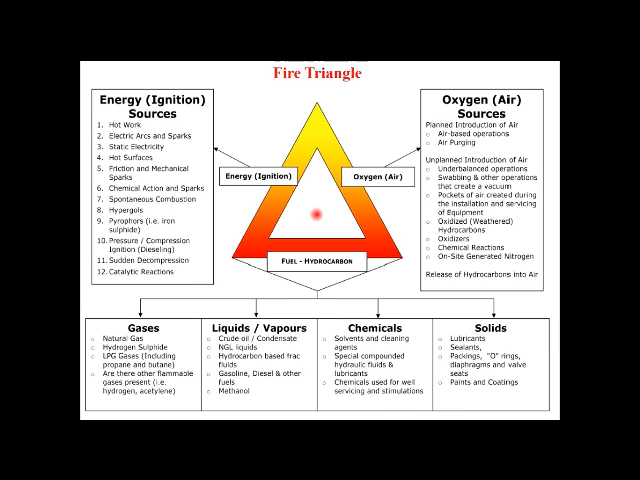 Fire Triangle
Energy (Ignition)
Sources
1. Hot Work
2. Electric Arcs and Sparks
3. Static Electricity
4. Hot Surfaces
5. Friction and Mechanical
Sparks
6. Chemical Action and Sparks
7. Spontaneous Combustion
8. Hypergols
9. Pyrophors (i.e. iron
sulphide)
10. Pressure / Compression
Ignition (Dieseling)
11. Sudden Decompression
12. Catalytic Reactions
Energy (Ignition)
Oxygen (Air)
FUEL - HYDROCARBON
Oxygen (Air)
Sources
Planned Introduction of Air
o Air-based operations
o Air Purging
Unplanned Introduction of Air
o Underbalanced operations
o Swabbing & other operations
that create a vacuum
o Pockets of air created during
the installation and servicing
of Equipment
o Oxidized (Weathered)
Hydrocarbons
o Oxidizers
o Chemical Reactions
o On-Site Generated Nitrogen
Release of Hydrocarbons into Air
Gases
o Natural Gas
o Hydrogen Sulphide
o LPG Gases (Including
propane and butane)
o Are there other flammable
gases present (i.e.
hydrogen, acetylene)
Liquids / Vapours
o Crude oil / Condensate
o NGL liquids
o Hydrocarbon based frac
fluids
o Gasoline, Diesel & other
fuels
o Methanol
Chemicals
o Solvents and cleaning
agents
o Special compounded
hydraulic fluids &
lubricants
o Chemicals used for well
servicing and stimulations
Solids
o Lubricants
o Sealants,
o Packings, "O" rings,
diaphragms and valve
seats
o Paints and Coatings